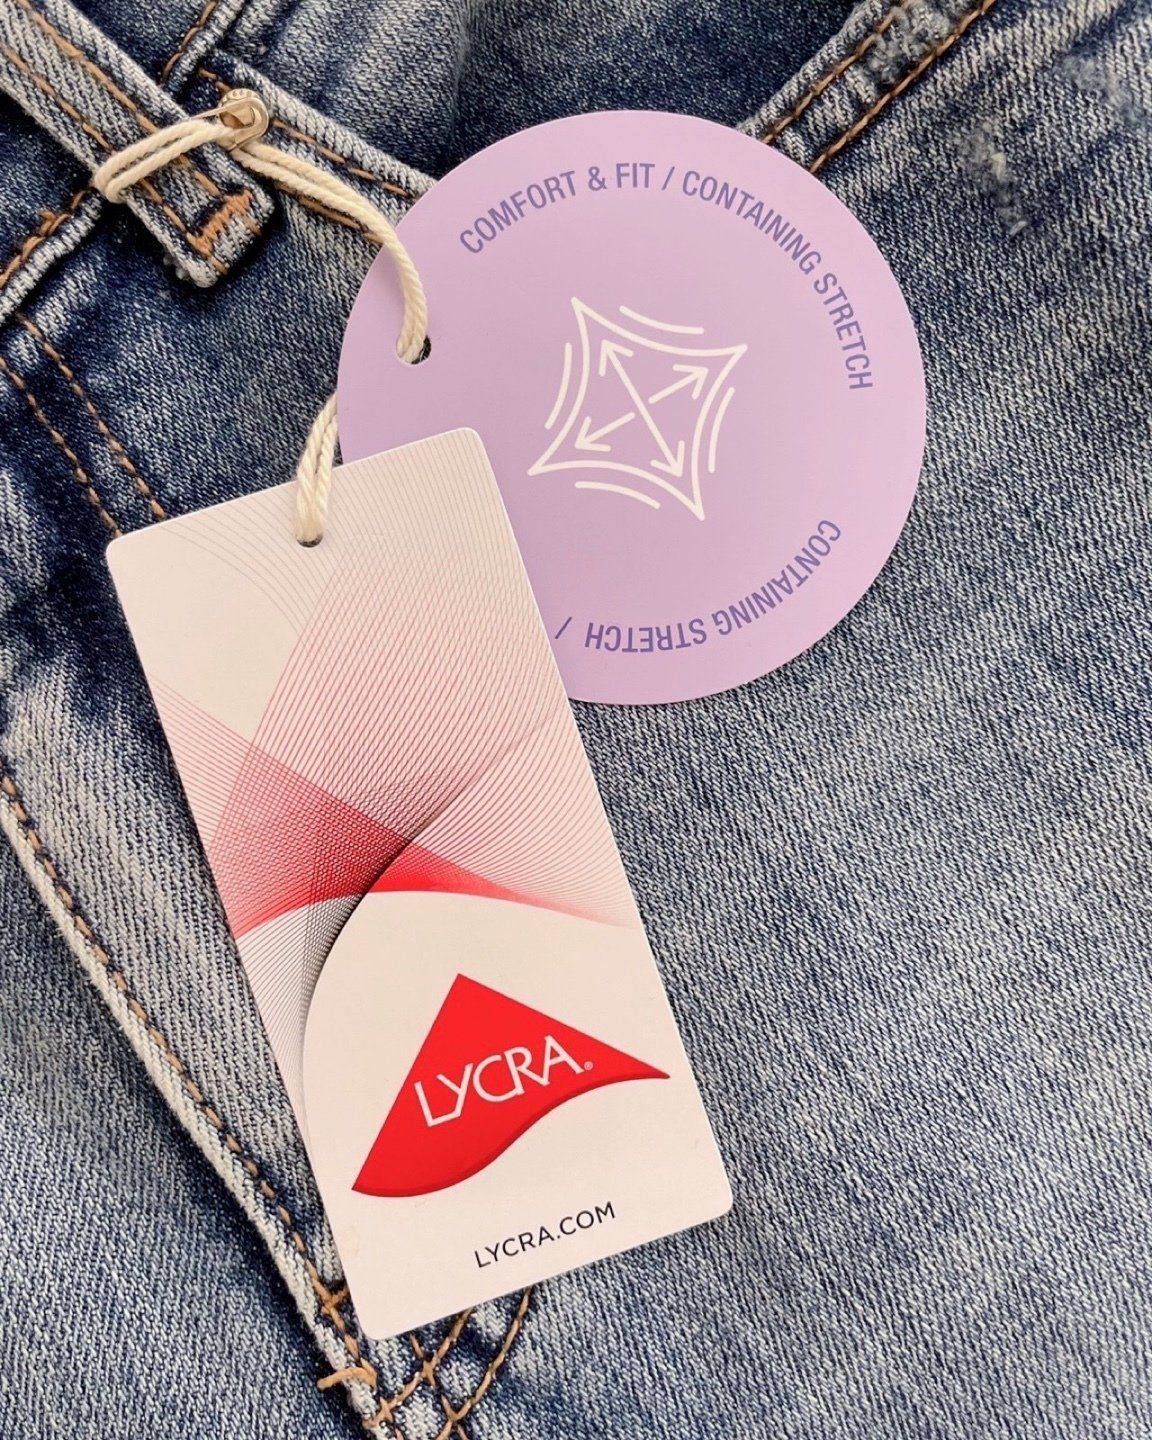 COMFORT & FIT / CONTAINING STRETCH
CONTAINING STRETCH /
LYCRA®
LYCRA.COM